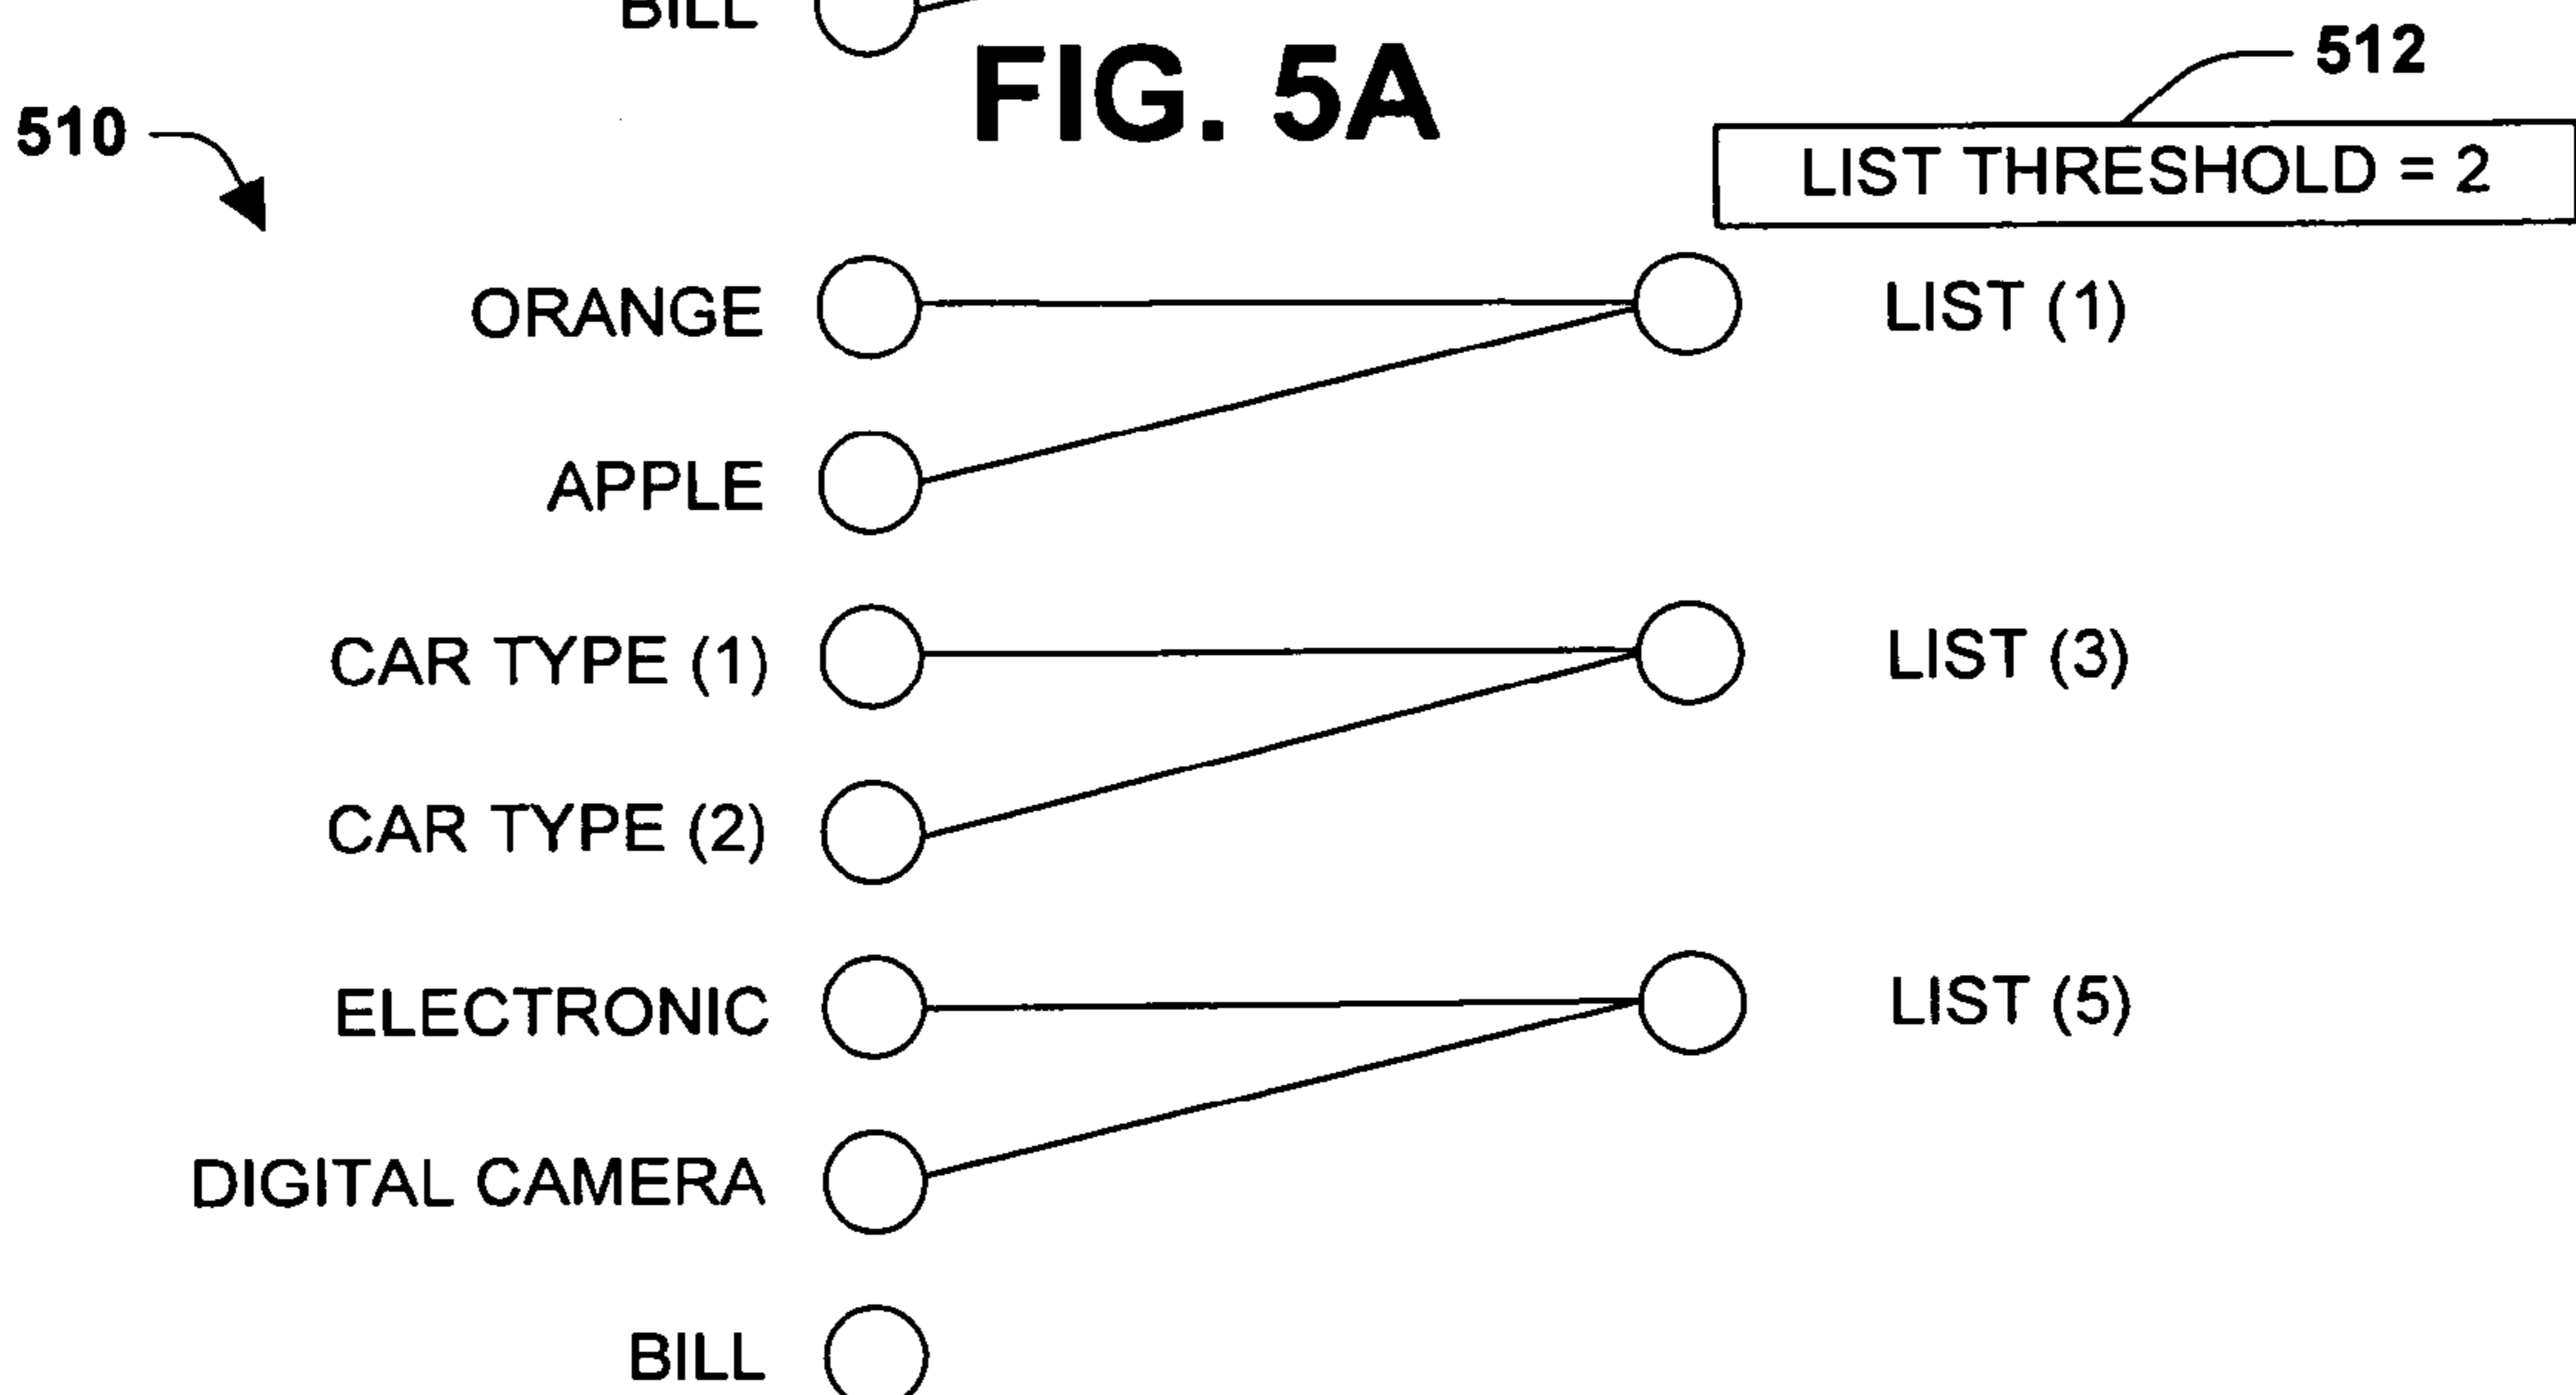 BILL
FIG. 5A
512
510
LIST THRESHOLD = 2
ORANGE
LIST (1)
APPLE
CAR TYPE (1)
LIST (3)
CAR TYPE (2)
ELECTRONIC
LIST (5)
DIGITAL CAMERA
BILL